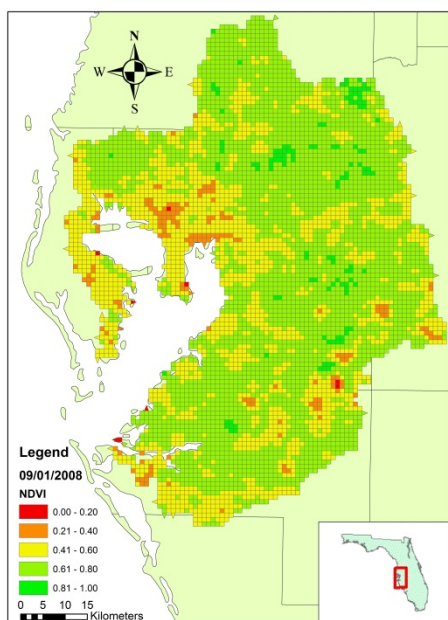 N
W E
S
Legend
09/01/2008
NDVI
0.00 - 0.20
0.21 - 0.40
0.41 - 0.60
0.61 - 0.80
0.81 - 1.00
0 5 10 15
Kilometers